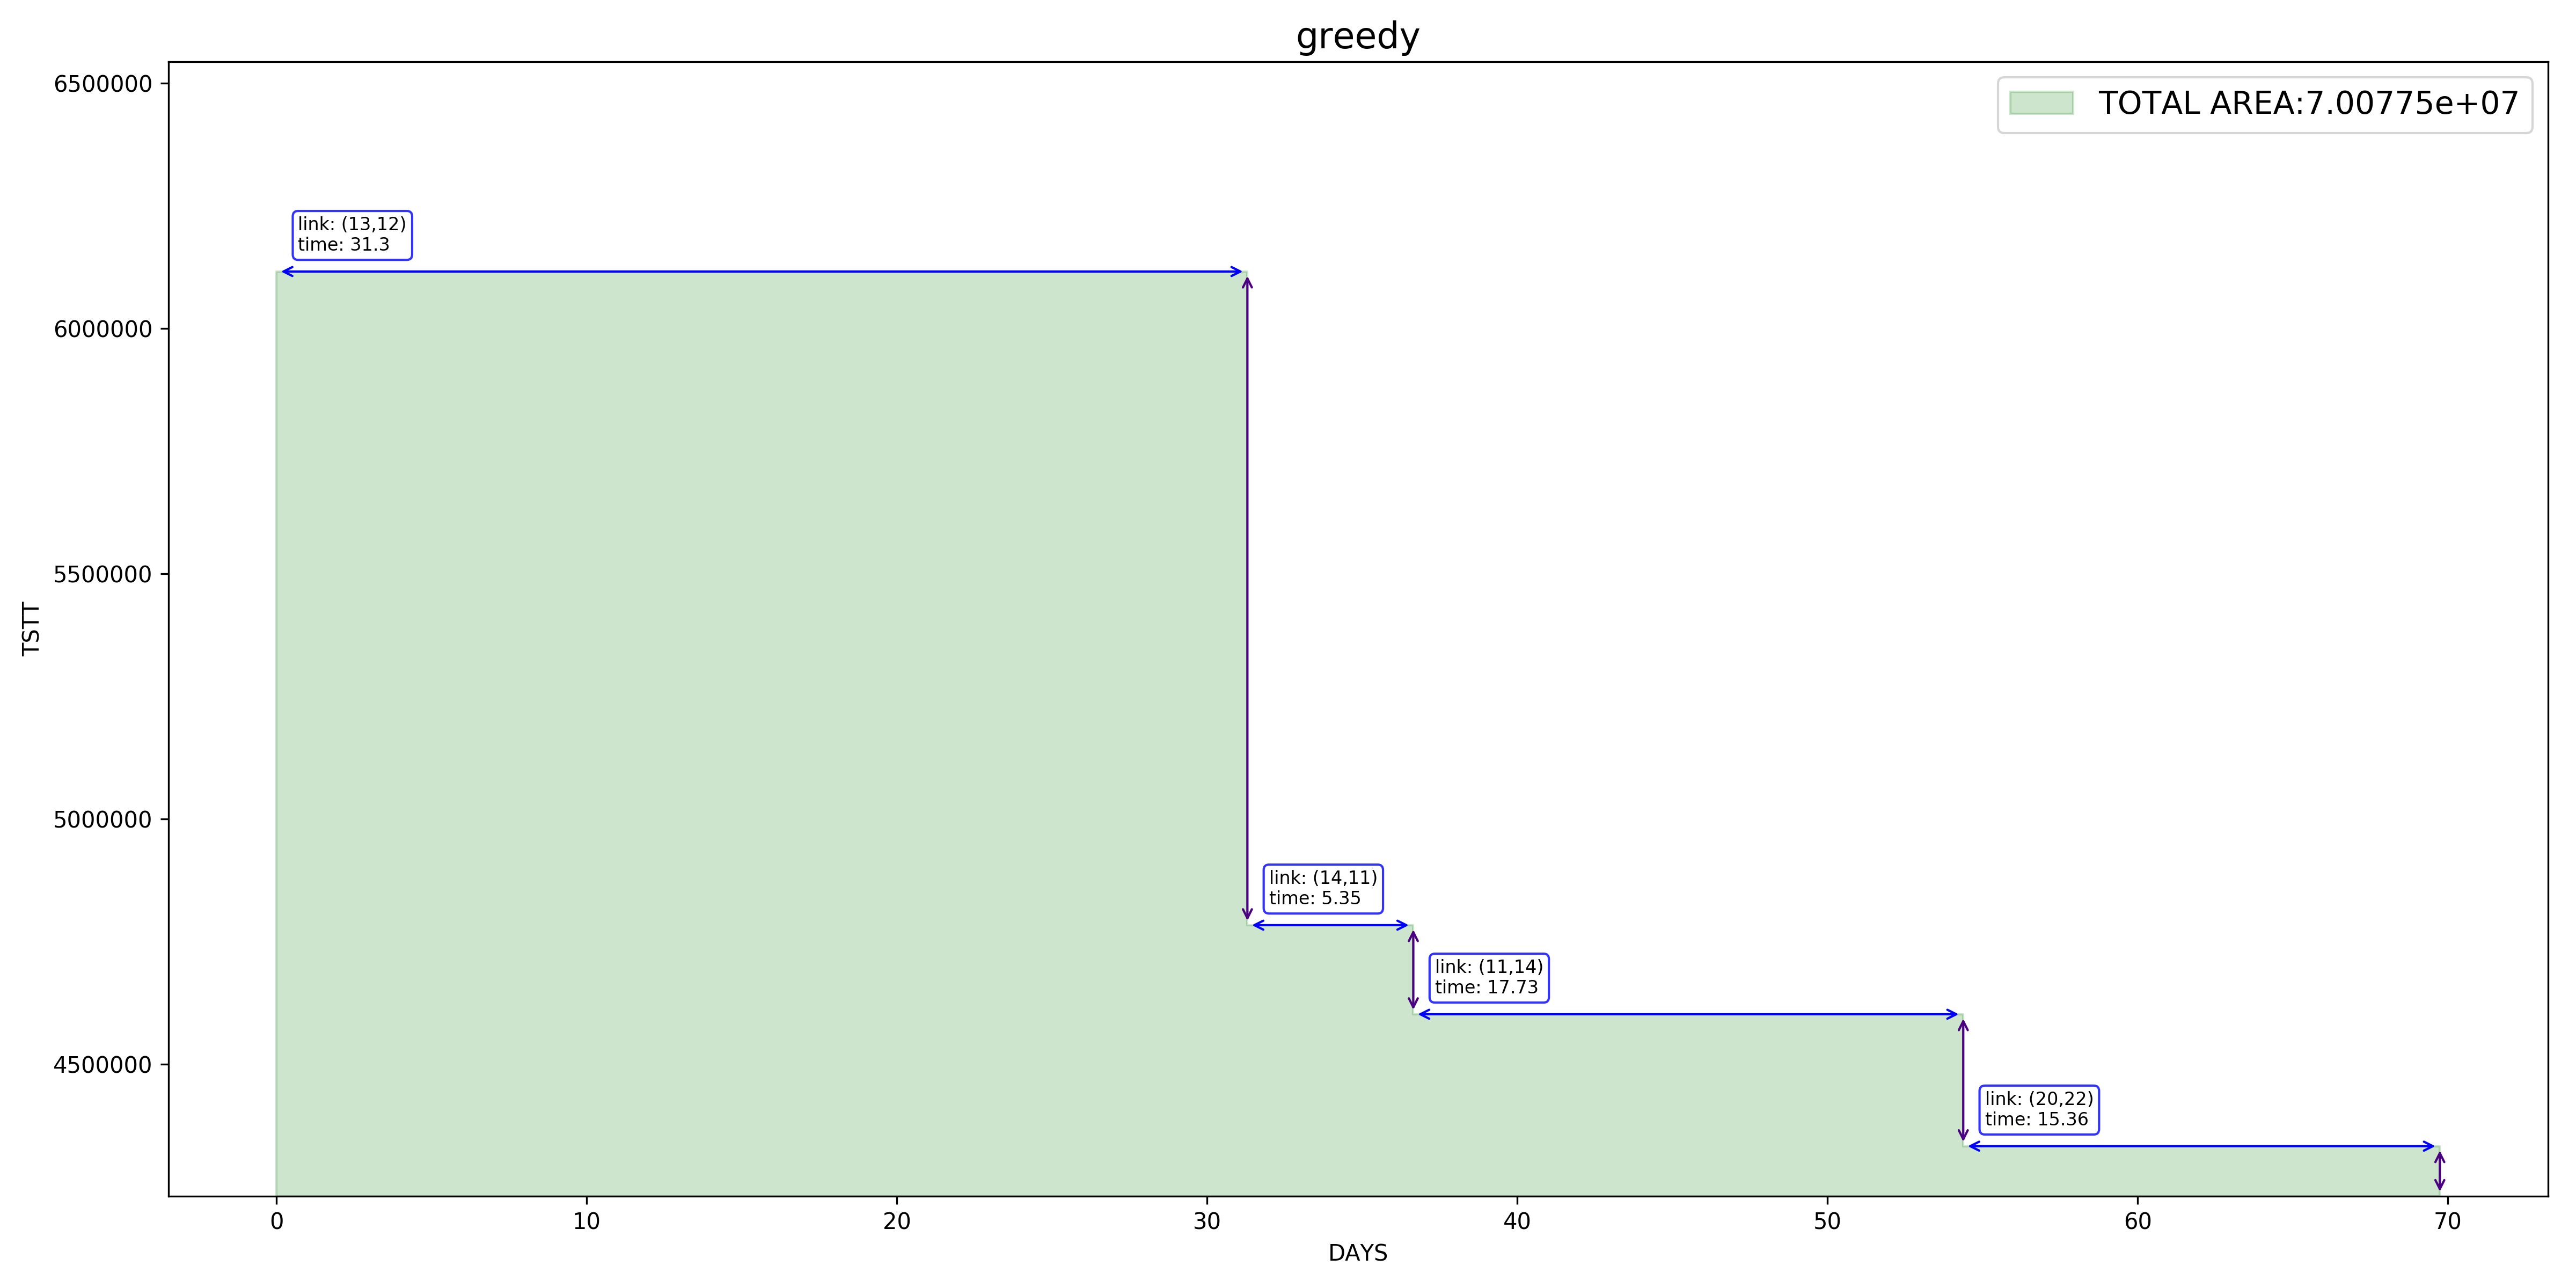 greedy
TOTAL AREA:7.00775e+07
6500000
6000000
5500000
5000000
4500000
TSTT
link: (13,12)
time: 31.3
link: (14,11)
time: 5.35
link: (11,14)
time: 17.73
link: (20,22)
time: 15.36
0 10 20 30 40 50 60 70
DAYS